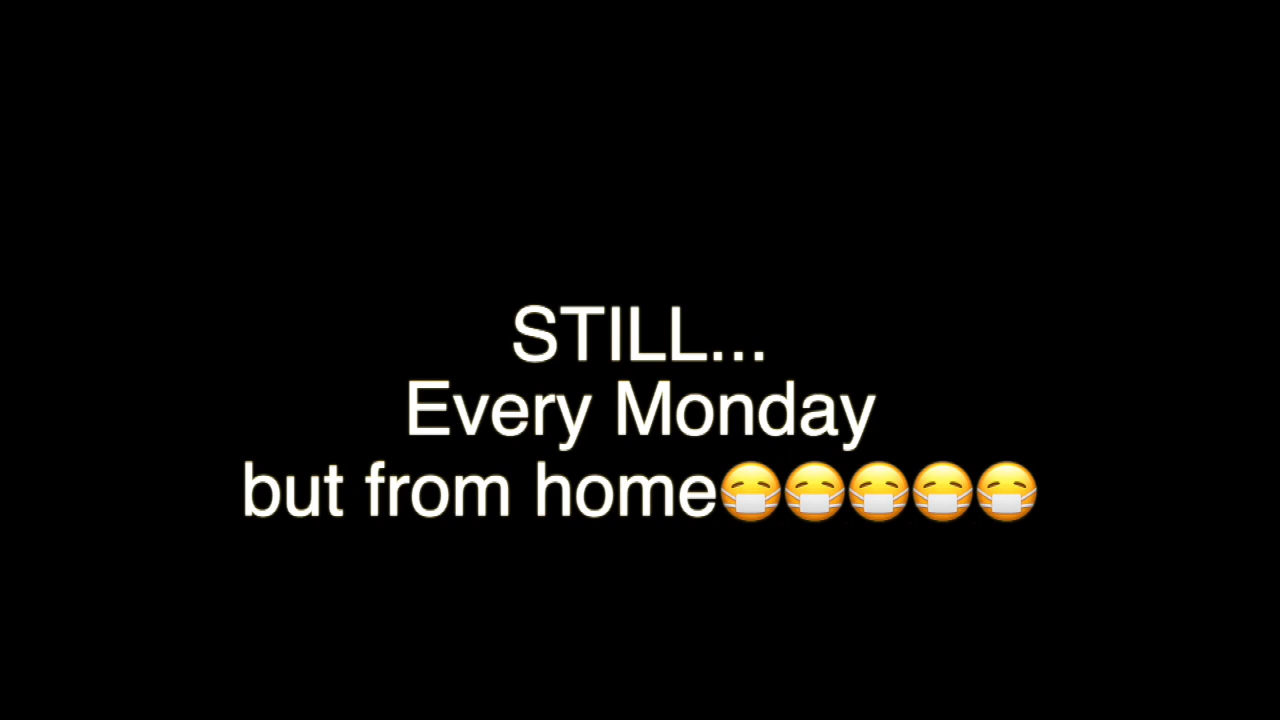 STILL...
Every Monday
but from home😷😷😷😷😷